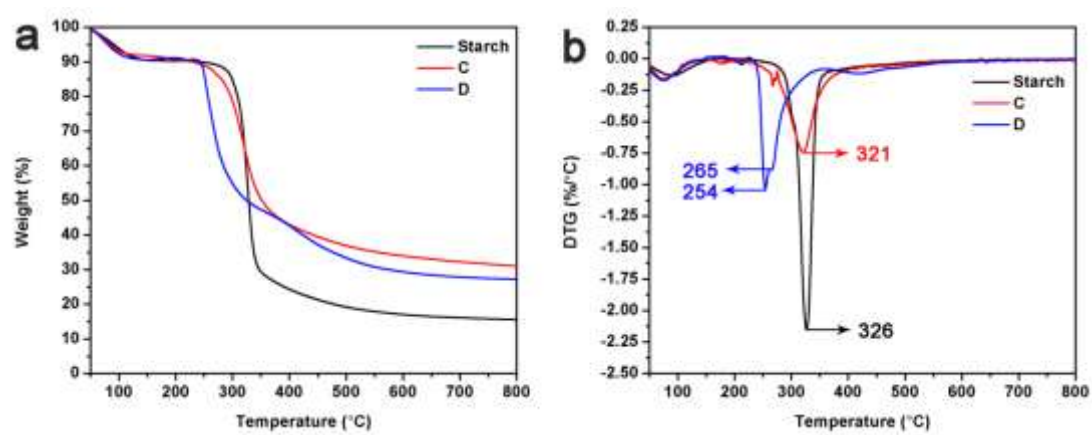 a
100
90
80
70
60
50
40
30
20
10
0
Weight (%)
Starch
C
D
100 200 300 400 500 600 700 800
Temperature (°C)
b
0.25
0.00
-0.25
-0.50
-0.75
-1.00
-1.25
-1.50
-1.75
-2.00
-2.25
-2.50
DTG (%/°C)
Starch
C
D
321
265
254
326
100 200 300 400 500 600 700 800
Temperature (°C)